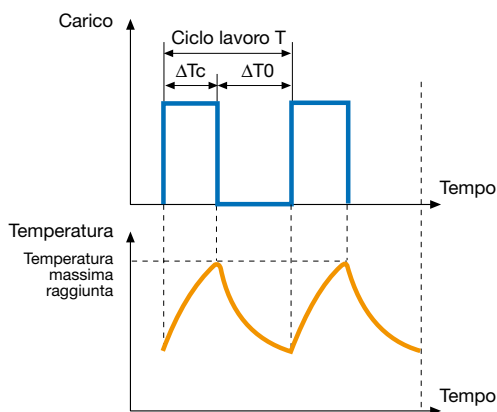 Carico
Ciclo lavoro T
ΔTc
ΔT0
Tempo
Temperatura
Temperatura
massima
raggiunta
Tempo